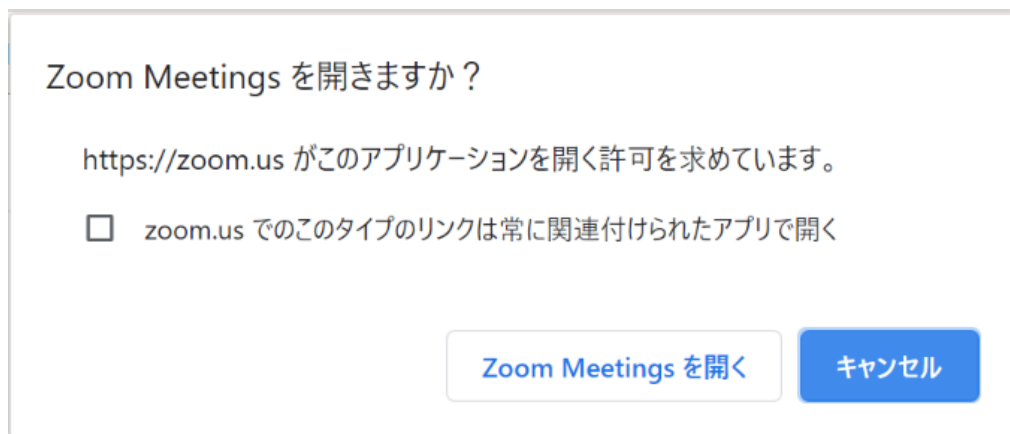 Zoom Meetings を開きますか？
https://zoom.us がこのアプリケーションを開く許可を求めています。
zoom.us でのこのタイプのリンクは常に関連付けられたアプリで開く
Zoom Meetings を開く キャンセル